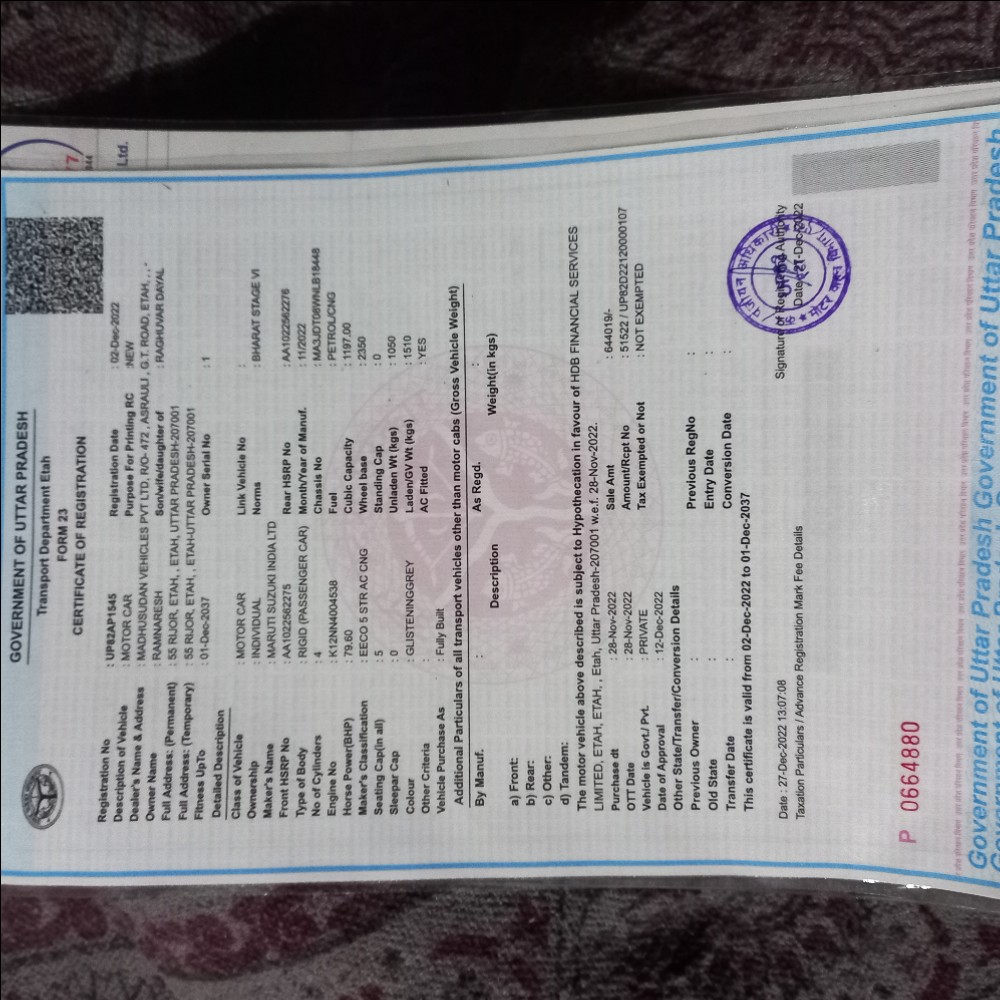 Ltd.
GOVERNMENT OF UTTAR PRADESH
Transport Department Etah
FORM 23
CERTIFICATE OF REGISTRATION
Registration No : UP82AP1545 Registration Date : 02-Dec-2022
Description of Vehicle : MOTOR CAR Purpose For Printing RC :NEW
Dealer's Name & Address : MADHUSUDAN VEHICLES PVT LTD, R/O- 472 , ASRAULI , G.T. ROAD, ETAH, , ,
Owner Name : RAMNARESH Son/wife/daughter of : RAGHUVAR DAYAL
Full Address: (Permanent) : 55 RIJOR, ETAH, , ETAH, UTTAR PRADESH-207001
Full Address: (Temporary) : 55 RIJOR, ETAH, , ETAH-UTTAR PRADESH-207001
Fitness UpTo : 01-Dec-2037 Owner Serial No : 1
Detailed Description
Class of Vehicle : MOTOR CAR Link Vehicle No :
Ownership : INDIVIDUAL Norms : BHARAT STAGE VI
Maker's Name : MARUTI SUZUKI INDIA LTD
Front HSRP No : AA1022562275 Rear HSRP No : AA1022562276
Type of Body : RIGID (PASSENGER CAR) Month/Year of Manuf. : 11/2022
No of Cylinders : 4 Chassis No : MA3JDT08WNLB18448
Engine No : K12NN4004538 Fuel : PETROL/CNG
Horse Power(BHP) : 79.60 Cubic Capacity : 1197.00
Maker's Classification : EECO 5 STR AC CNG Wheel base : 2350
Seating Cap(in all) : 5 Standing Cap : 0
Sleepar Cap : 0 Unladen Wt (kgs) : 1050
Colour : GLISTENINGGREY Laden/GV Wt (kgs) : 1510
Other Criteria : AC Fitted : YES
Vehicle Purchase As : Fully Built
Additional Particulars of all transport vehicles other than motor cabs (Gross Vehicle Weight)
By Manuf. : As Regd. :
Description Weight(in kgs)
a) Front:
b) Rear:
c) Other:
d) Tandem:
The motor vehicle above described is subject to Hypothecation in favour of HDB FINANCIAL SERVICES
LIMITED, ETAH, ETAH, , , Etah, Uttar Pradesh-207001 w.e.f. 28-Nov-2022.
Purchase dt : 28-Nov-2022 Sale Amt : 644019/-
OTT Date : 28-Nov-2022 Amount/Rcpt No : 51522 / UP82D22120000107
Vehicle is Govt./ Pvt. : PRIVATE Tax Exempted or Not : NOT EXEMPTED
Date of Approval : 12-Dec-2022
Other State/Transfer/Conversion Details
Previous Owner : Previous RegNo :
Old State : Entry Date :
Transfer Date : Conversion Date :
This certificate is valid from 02-Dec-2022 to 01-Dec-2037
Date : 27-Dec-2022 13:07:08 Signature of Registering Authority
Taxation Particulars / Advance Registration Mark Fee Details Date : 27-Dec-2022
P 0664880
Government of Uttar Pradesh Government of Uttar Pradesh